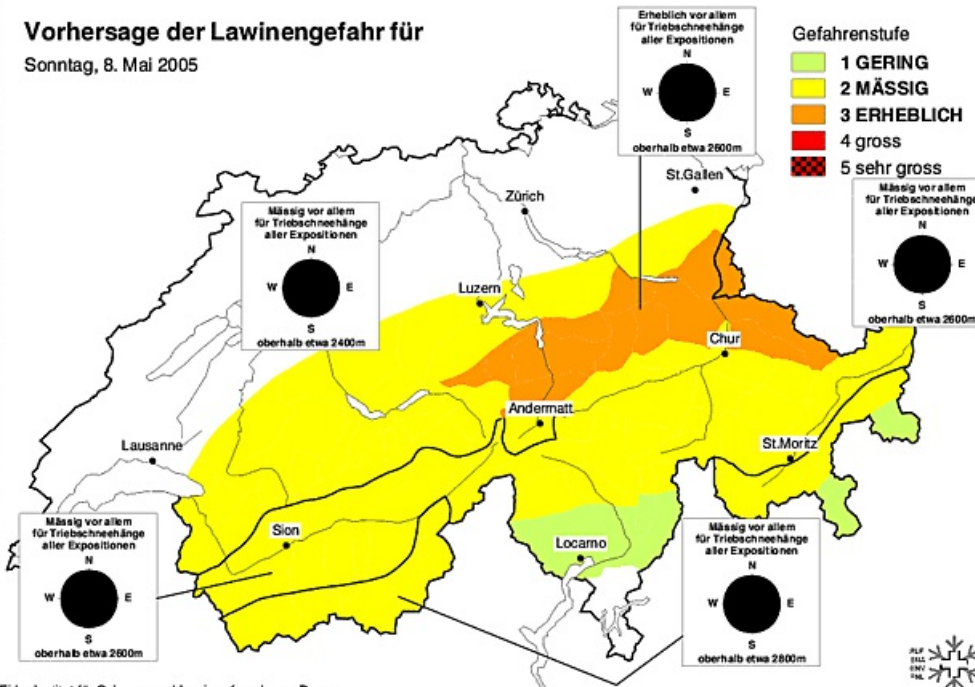 Vorhersage der Lawinengefahr für
Sonntag, 8. Mai 2005
Erheblich vor allem
für Triebschneehänge
aller Expositionen
N
W E
S
oberhalb etwa 2600m
Gefahrenstufe
1 GERING
2 MÄSSIG
3 ERHEBLICH
4 gross
5 sehr gross
St.Gallen
Zürich
Mässig vor allem
für Triebschneehänge
aller Expositionen
N
W E
S
oberhalb etwa 2400m
Mässig vor allem
für Triebschneehänge
aller Expositionen
N
W E
S
oberhalb etwa 2600m
Luzern
Chur
Andermatt
Lausanne
St.Moritz
Sion
Locarno
Mässig vor allem
für Triebschneehänge
aller Expositionen
N
W E
S
oberhalb etwa 2600m
Mässig vor allem
für Triebschneehänge
aller Expositionen
N
W E
S
oberhalb etwa 2800m
SLF
ENA
SNV
SNL